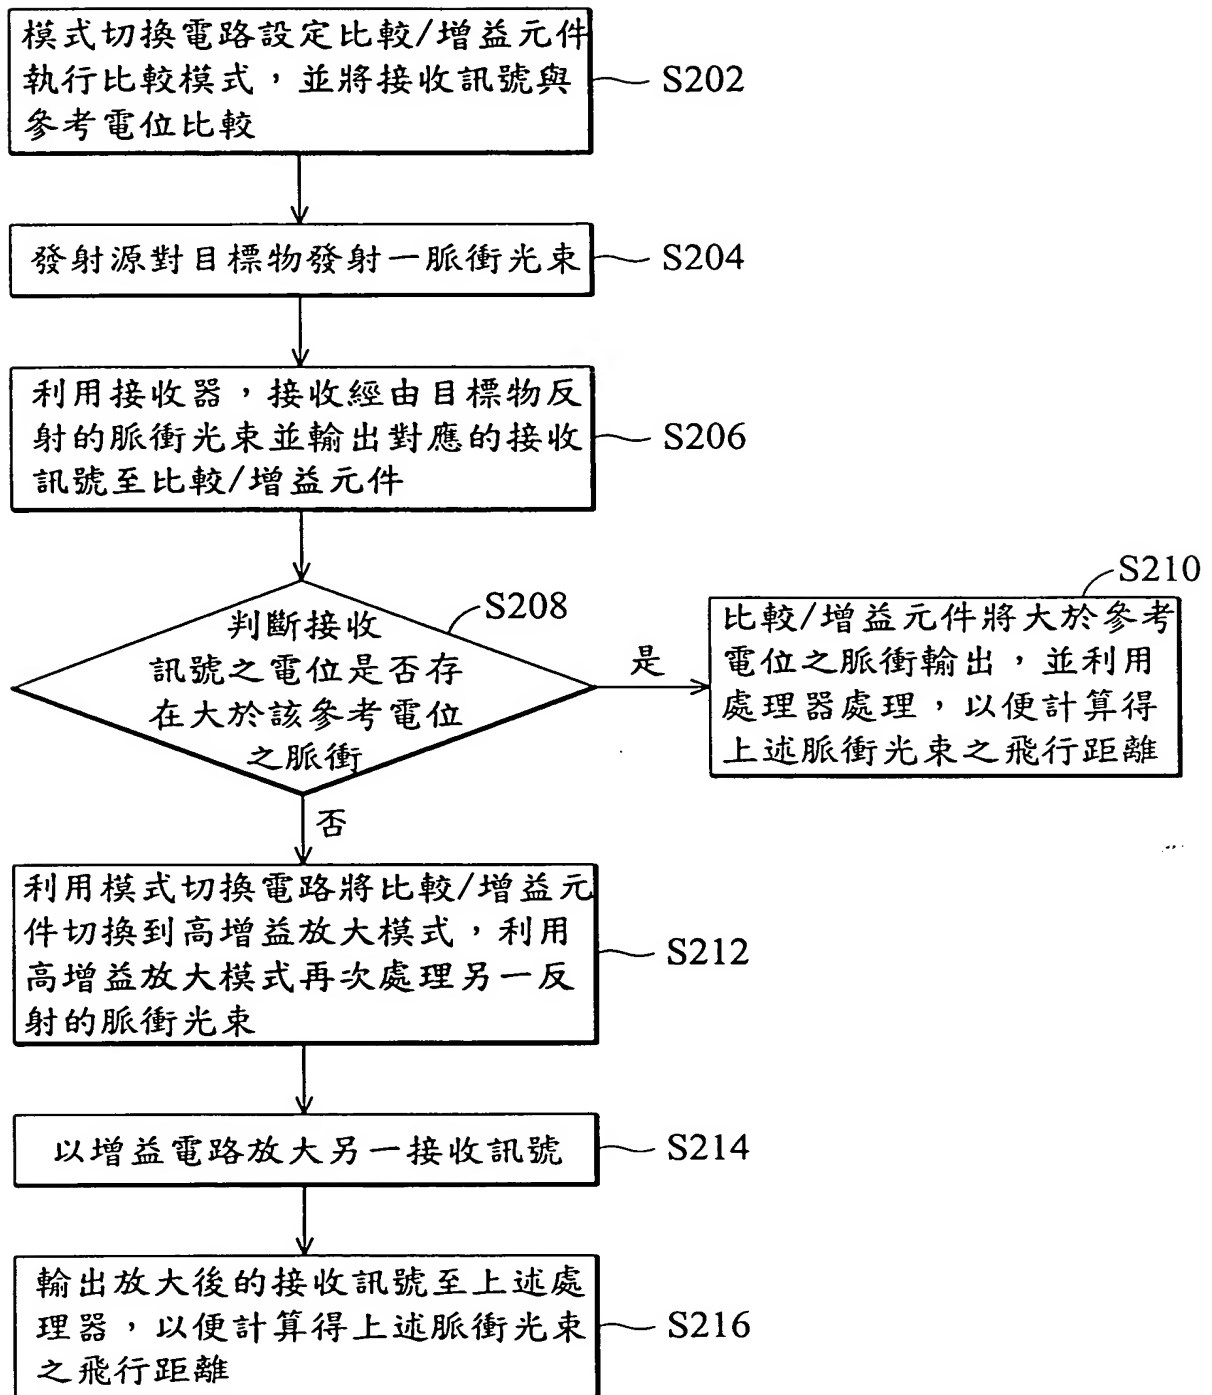 模式切換電路設定比較/增益元件
執行比較模式，並將接收訊號與
參考電位比較
S202
發射源對目標物發射一脈衝光束
S204
利用接收器，接收經由目標物反
射的脈衝光束並輸出對應的接收
訊號至比較/增益元件
S206
判斷接收
訊號之電位是否存
在大於該參考電位
之脈衝
S208
是
S210
比較/增益元件將大於參考
電位之脈衝輸出，並利用
處理器處理，以便計算得
上述脈衝光束之飛行距離
否
利用模式切換電路將比較/增益元
件切換到高增益放大模式，利用
高增益放大模式再次處理另一反
射的脈衝光束
S212
以增益電路放大另一接收訊號
S214
輸出放大後的接收訊號至上述處
理器，以便計算得上述脈衝光束
之飛行距離
S216